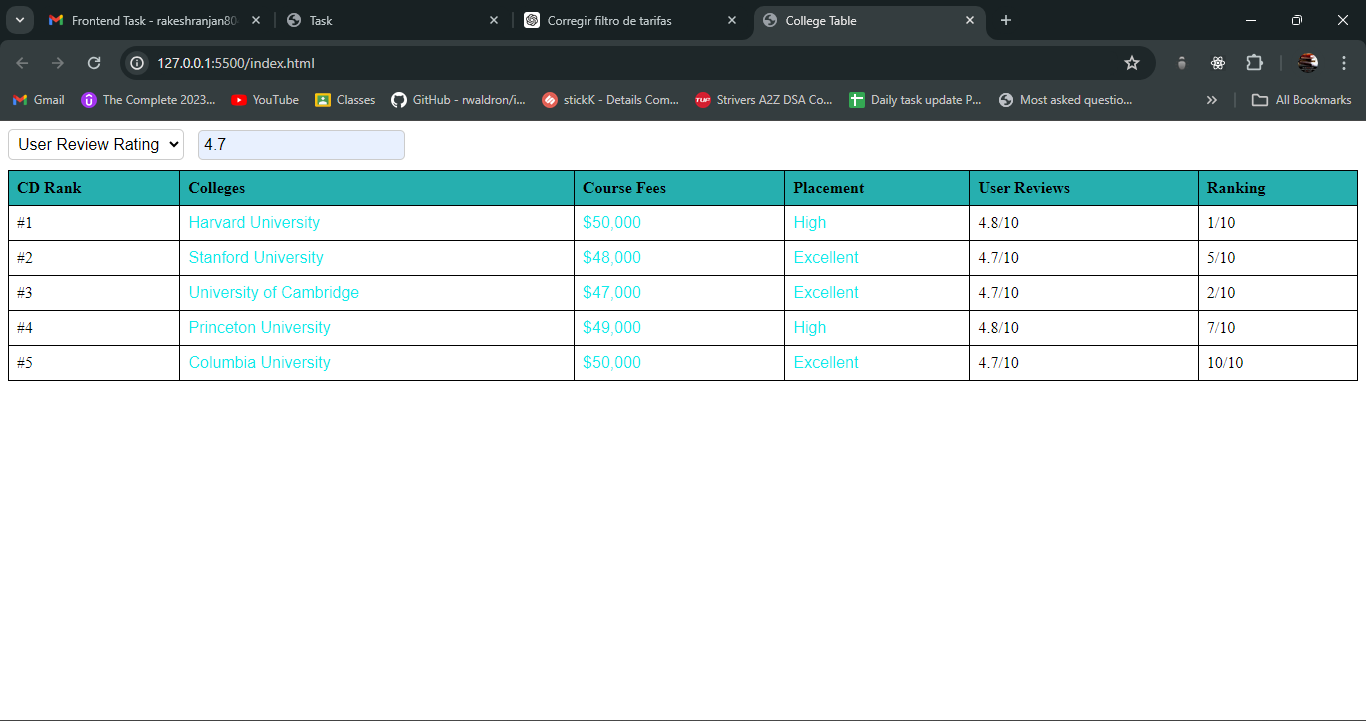 Frontend Task - rakeshranjan80 Task Corregir filtro de tarifas College Table
127.0.0.1:5500/index.html
Gmail The Complete 2023... YouTube Classes GitHub - rwaldron/i... stickK - Details Com... TUF Strivers A2Z DSA Co... Daily task update P... Most asked questio... » All Bookmarks
User Review Rating 4.7
CD Rank Colleges Course Fees Placement User Reviews Ranking
#1 Harvard University $50,000 High 4.8/10 1/10
#2 Stanford University $48,000 Excellent 4.7/10 5/10
#3 University of Cambridge $47,000 Excellent 4.7/10 2/10
#4 Princeton University $49,000 High 4.8/10 7/10
#5 Columbia University $50,000 Excellent 4.7/10 10/10